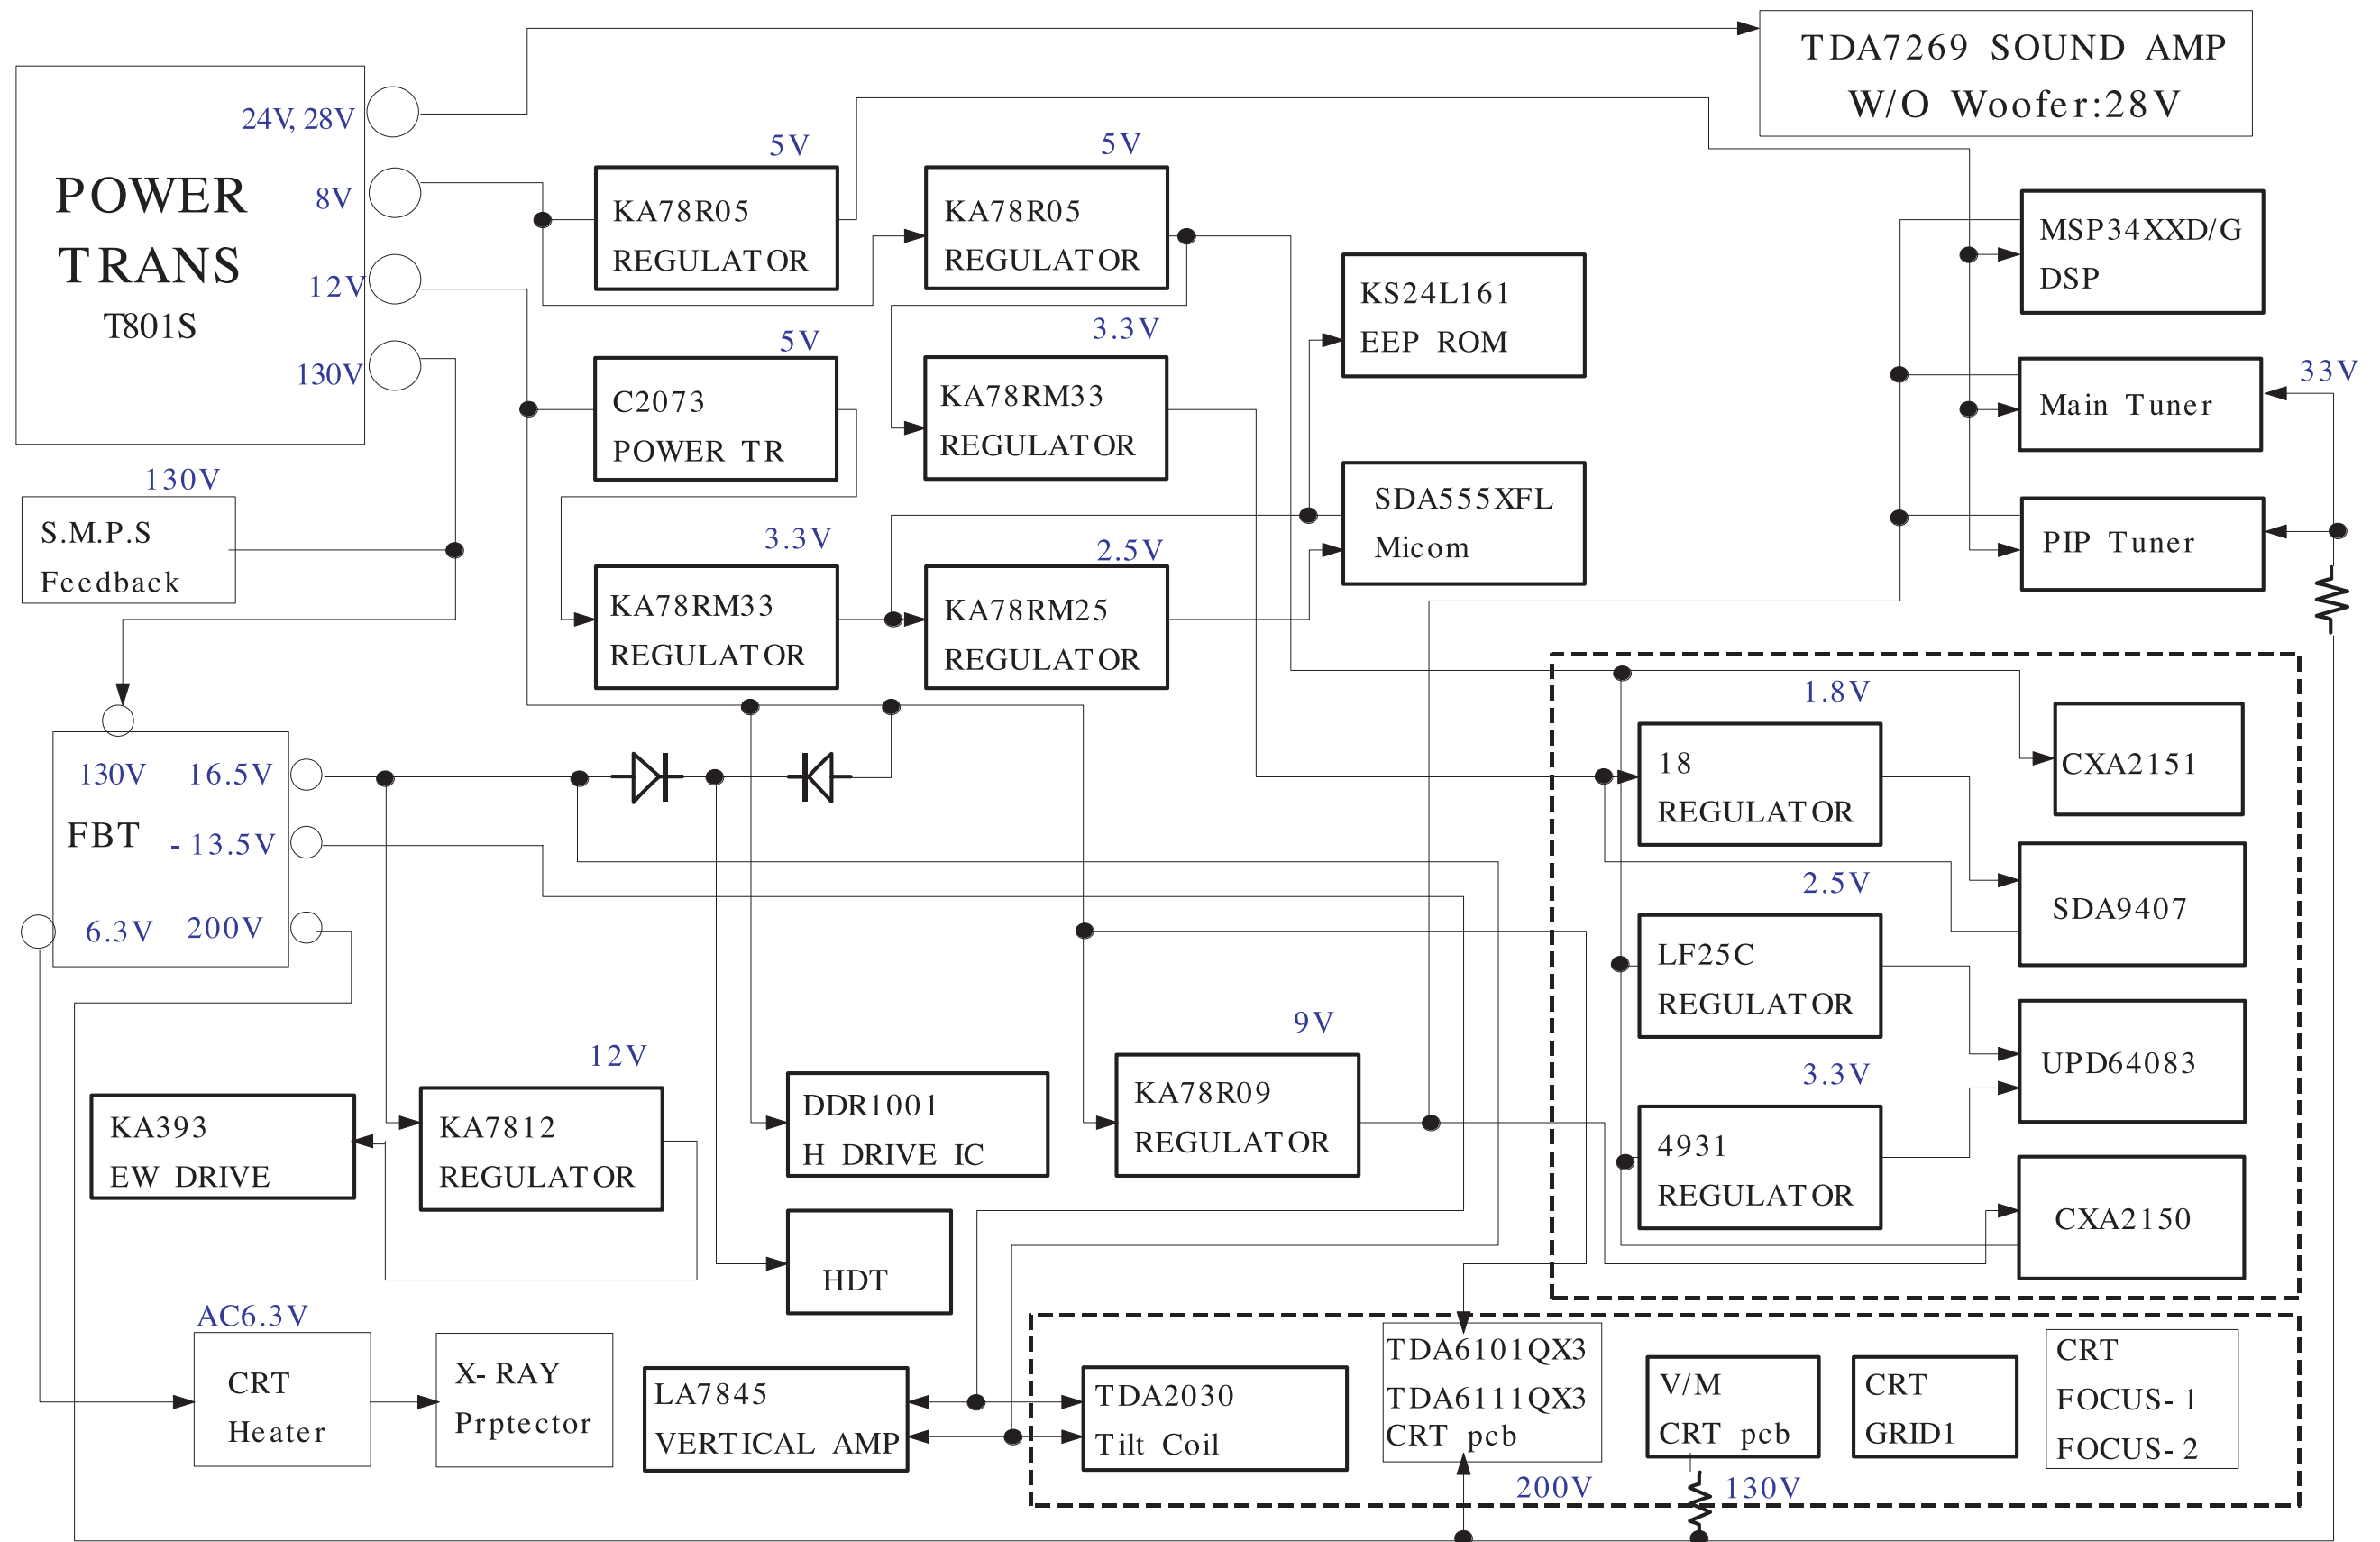 TDA7269 SOUND AMP
W/O Woofer:28V
24V, 28V
POWER
TRANS
T801S
8V
12V
130V
5V
KA78R05
REGULATOR
5V
KA78R05
REGULATOR
MSP34XXD/G
DSP
KS24L161
EEP ROM
5V
C2073
POWER TR
3.3V
KA78RM33
REGULATOR
33V
Main Tuner
130V
S.M.P.S
Feedback
SDA555XFL
Micom
PIP Tuner
3.3V
KA78RM33
REGULATOR
2.5V
KA78RM25
REGULATOR
130V
16.5V
FBT
- 13.5V
6.3V
200V
1.8V
18
REGULATOR
CXA2151
2.5V
LF25C
REGULATOR
SDA9407
UPD64083
3.3V
4931
REGULATOR
CXA2150
12V
KA393
EW DRIVE
KA7812
REGULATOR
DDR1001
H DRIVE IC
9V
KA78R09
REGULATOR
HDT
AC6.3V
CRT
Heater
X- RAY
Prptector
LA7845
VERTICAL AMP
TDA2030
Tilt Coil
TDA6101QX3
TDA6111QX3
CRT pcb
200V
V/M
CRT pcb
130V
CRT
GRID1
CRT
FOCUS- 1
FOCUS- 2